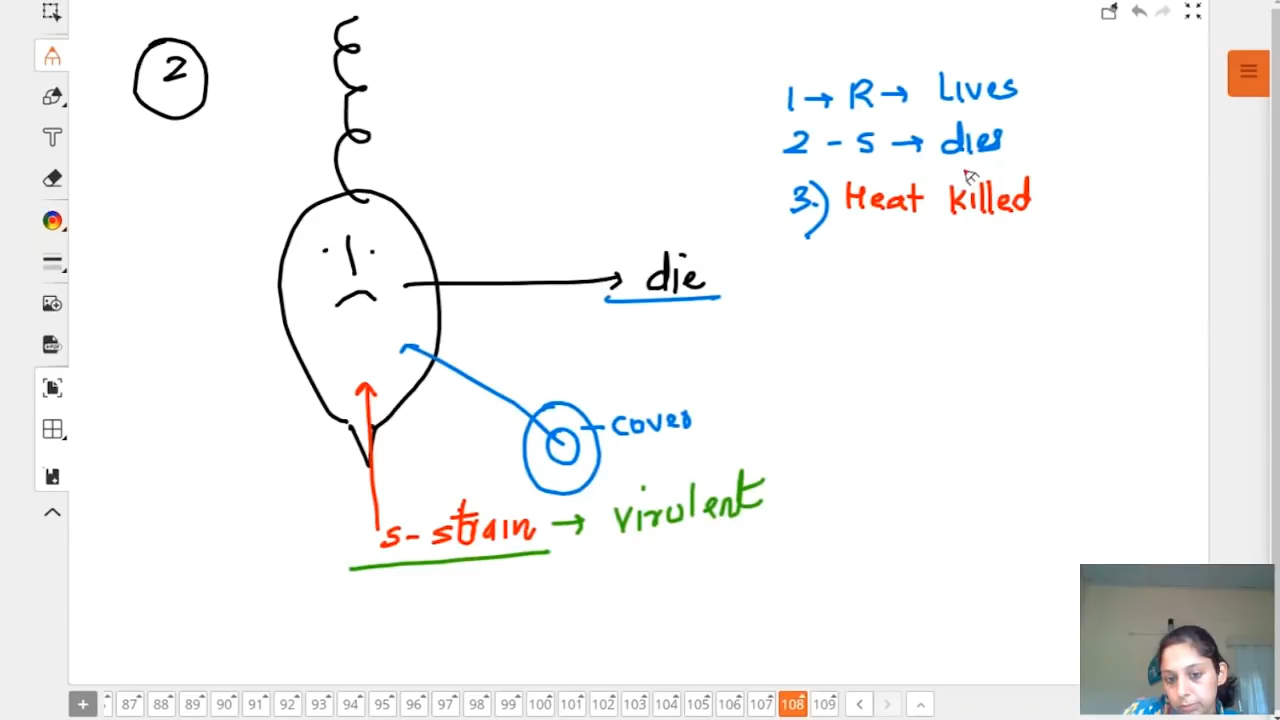 2
1 → R → Lives
2 - S → dies
3.) Heat killed
die
cover
s-strain → virulent
T
+
87 88 89 90 91 92 93 94 95 96 97 98 99 100 101 102 103 104 105 106 107 108 109